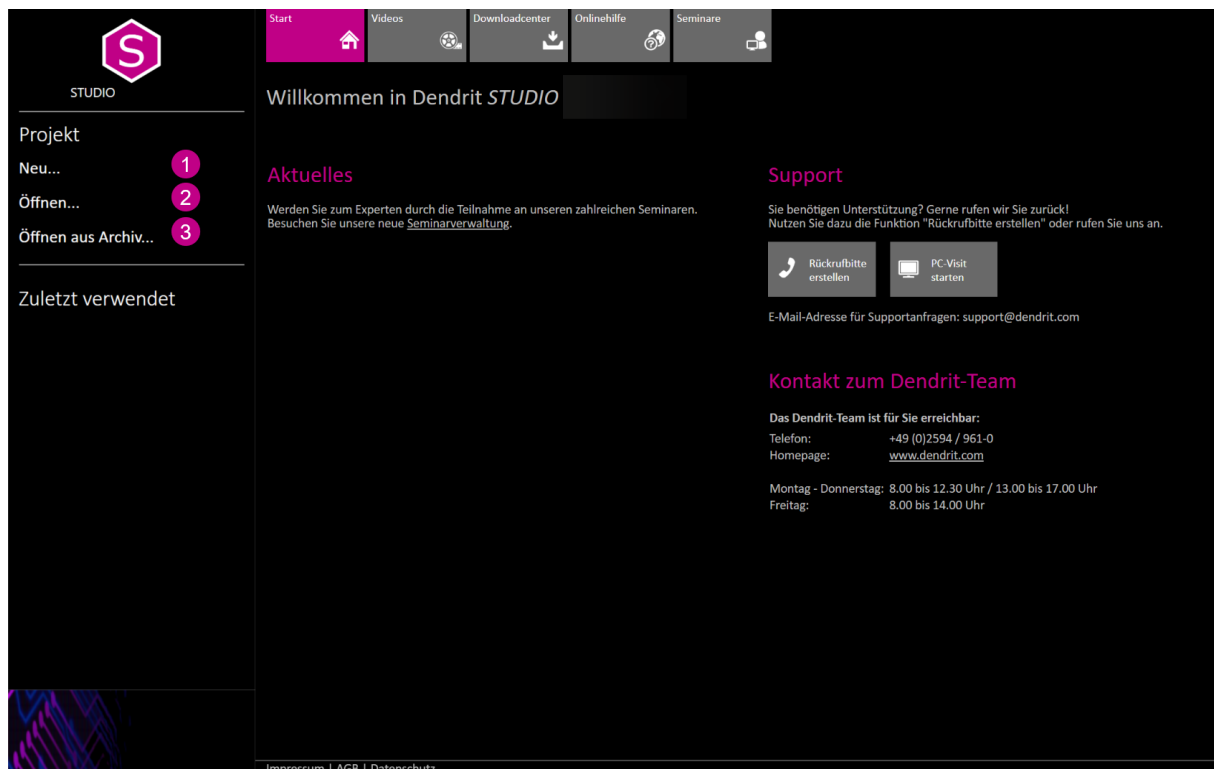 S
STUDIO
Projekt
Neu... 1
Öffnen... 2
Öffnen aus Archiv... 3
Zuletzt verwendet
Start
Videos
Downloadcenter
Onlinehilfe
Seminare
Willkommen in Dendrit STUDIO
Aktuelles
Werden Sie zum Experten durch die Teilnahme an unseren zahlreichen Seminaren.
Besuchen Sie unsere neue Seminarverwaltung.
Support
Sie benötigen Unterstützung? Gerne rufen wir Sie zurück!
Nutzen Sie dazu die Funktion "Rückrufbitte erstellen" oder rufen Sie uns an.
Rückrufbitte
erstellen
PC-Visit
starten
E-Mail-Adresse für Supportanfragen: support@dendrit.com
Kontakt zum Dendrit-Team
Das Dendrit-Team ist für Sie erreichbar:
Telefon: +49 (0)2594 / 961-0
Homepage: www.dendrit.com
Montag - Donnerstag: 8.00 bis 12.30 Uhr / 13.00 bis 17.00 Uhr
Freitag: 8.00 bis 14.00 Uhr
Impressum | AGB | Datenschutz